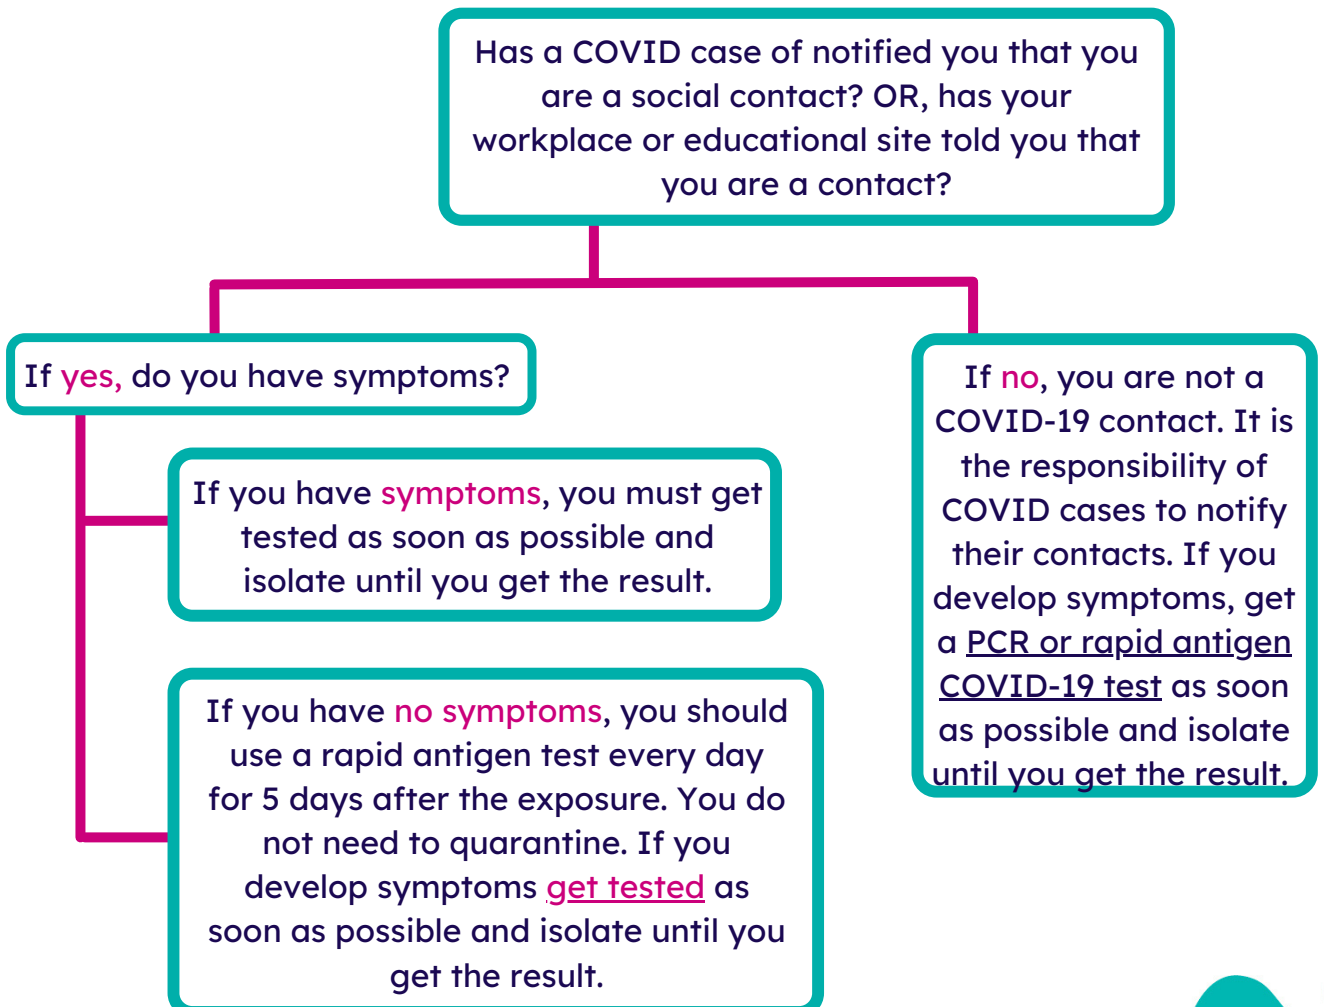 Has a COVID case of notified you that you
are a social contact? OR, has your
workplace or educational site told you that
you are a contact?
If yes, do you have symptoms?
If you have symptoms, you must get
tested as soon as possible and
isolate until you get the result.
If you have no symptoms, you should
use a rapid antigen test every day
for 5 days after the exposure. You do
not need to quarantine. If you
develop symptoms get tested as
soon as possible and isolate until you
get the result.
If no, you are not a
COVID-19 contact. It is
the responsibility of
COVID cases to notify
their contacts. If you
develop symptoms, get
a PCR or rapid antigen
COVID-19 test as soon
as possible and isolate
until you get the result.